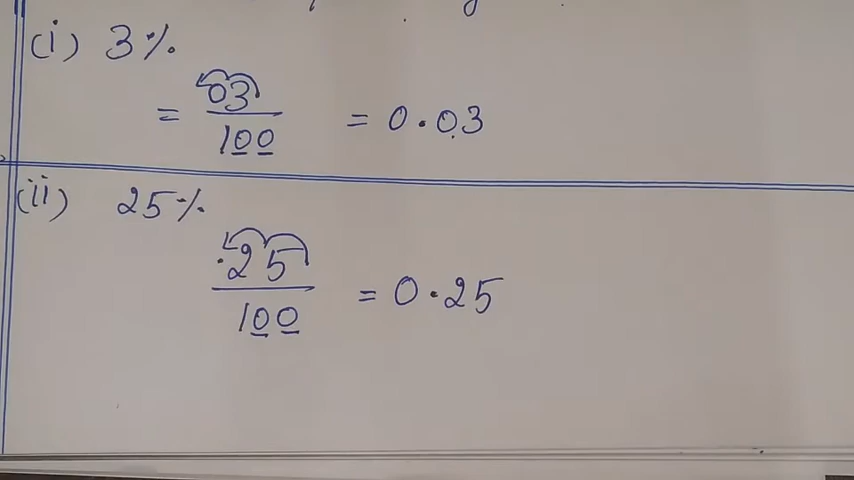 (i) 3%
= 03/100 = 0.03
(ii) 25%
.25/100 = 0.25